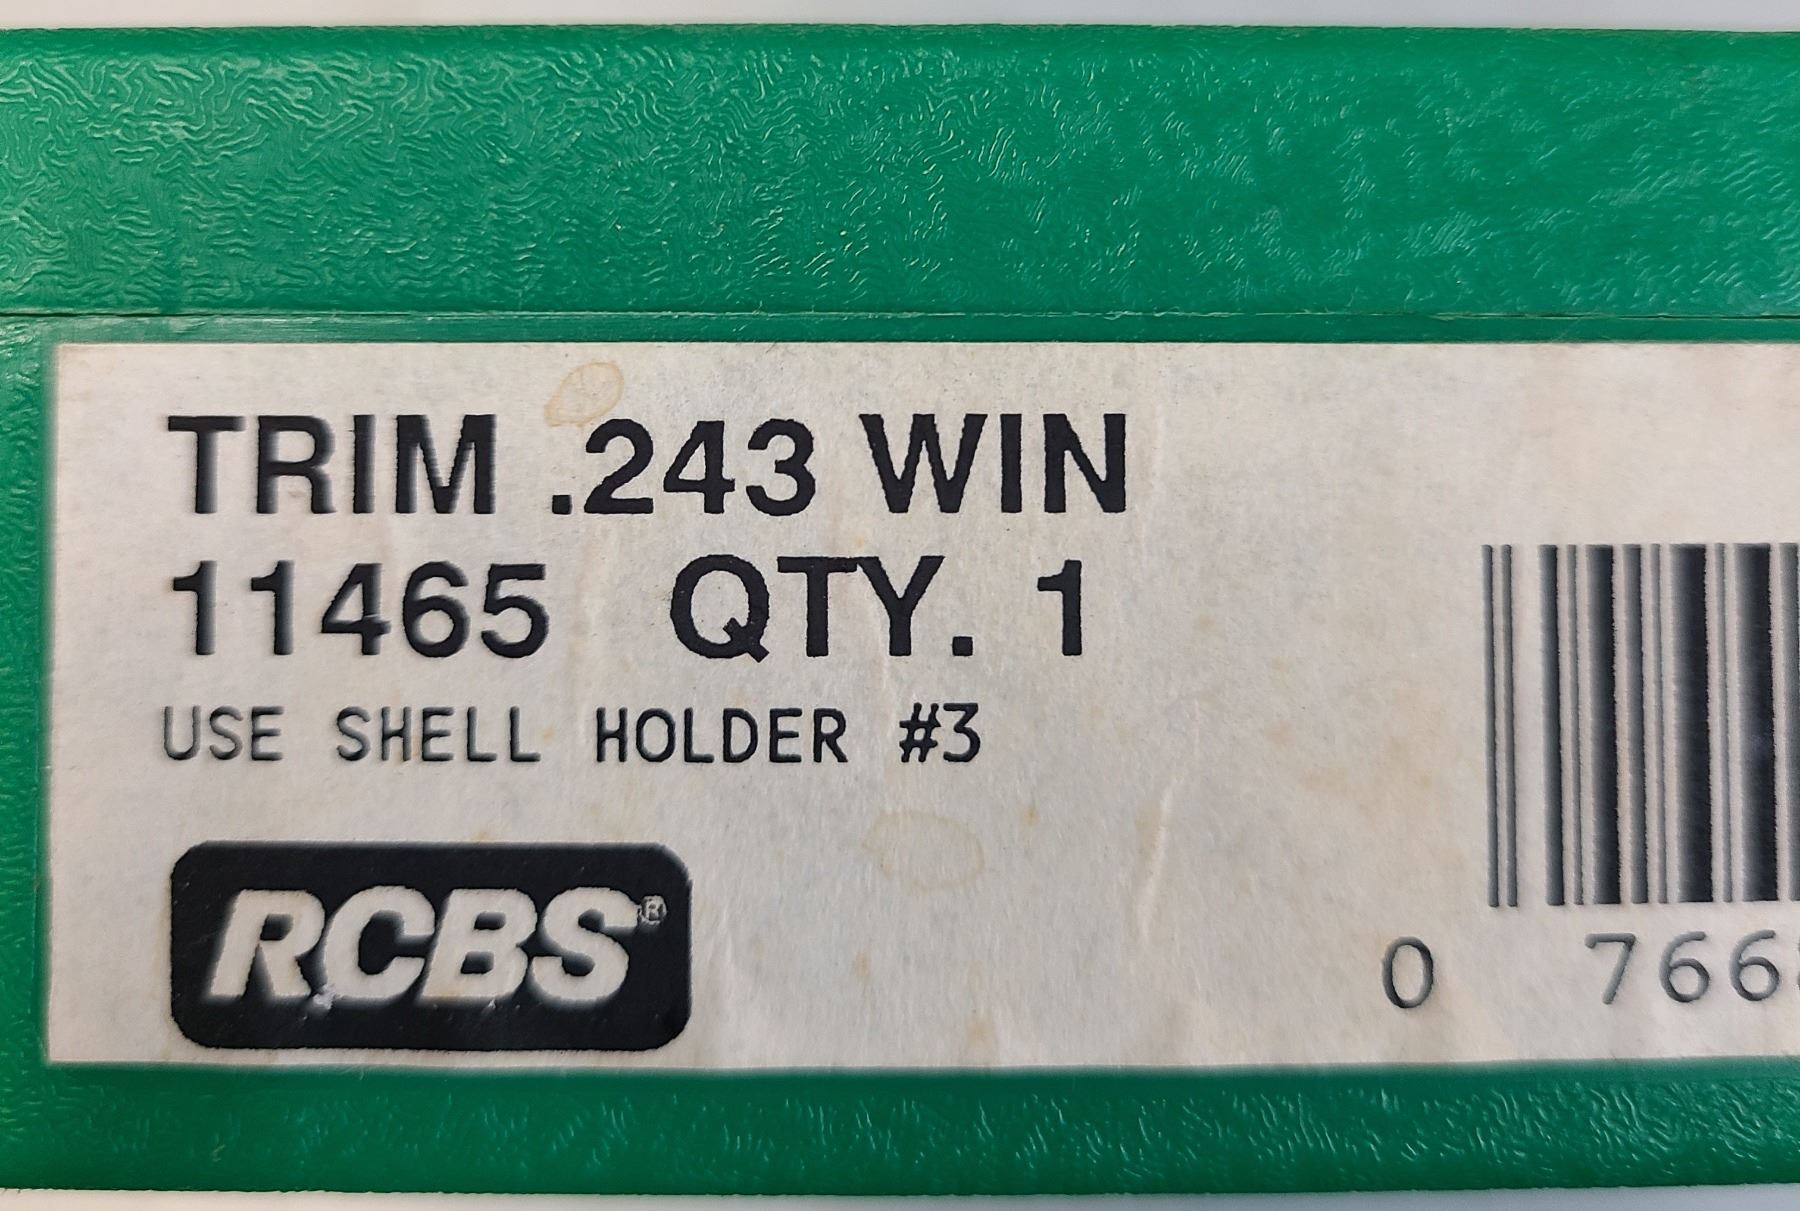 TRIM .243 WIN
11465 QTY. 1
USE SHELL HOLDER #3
RCBS®
0 766